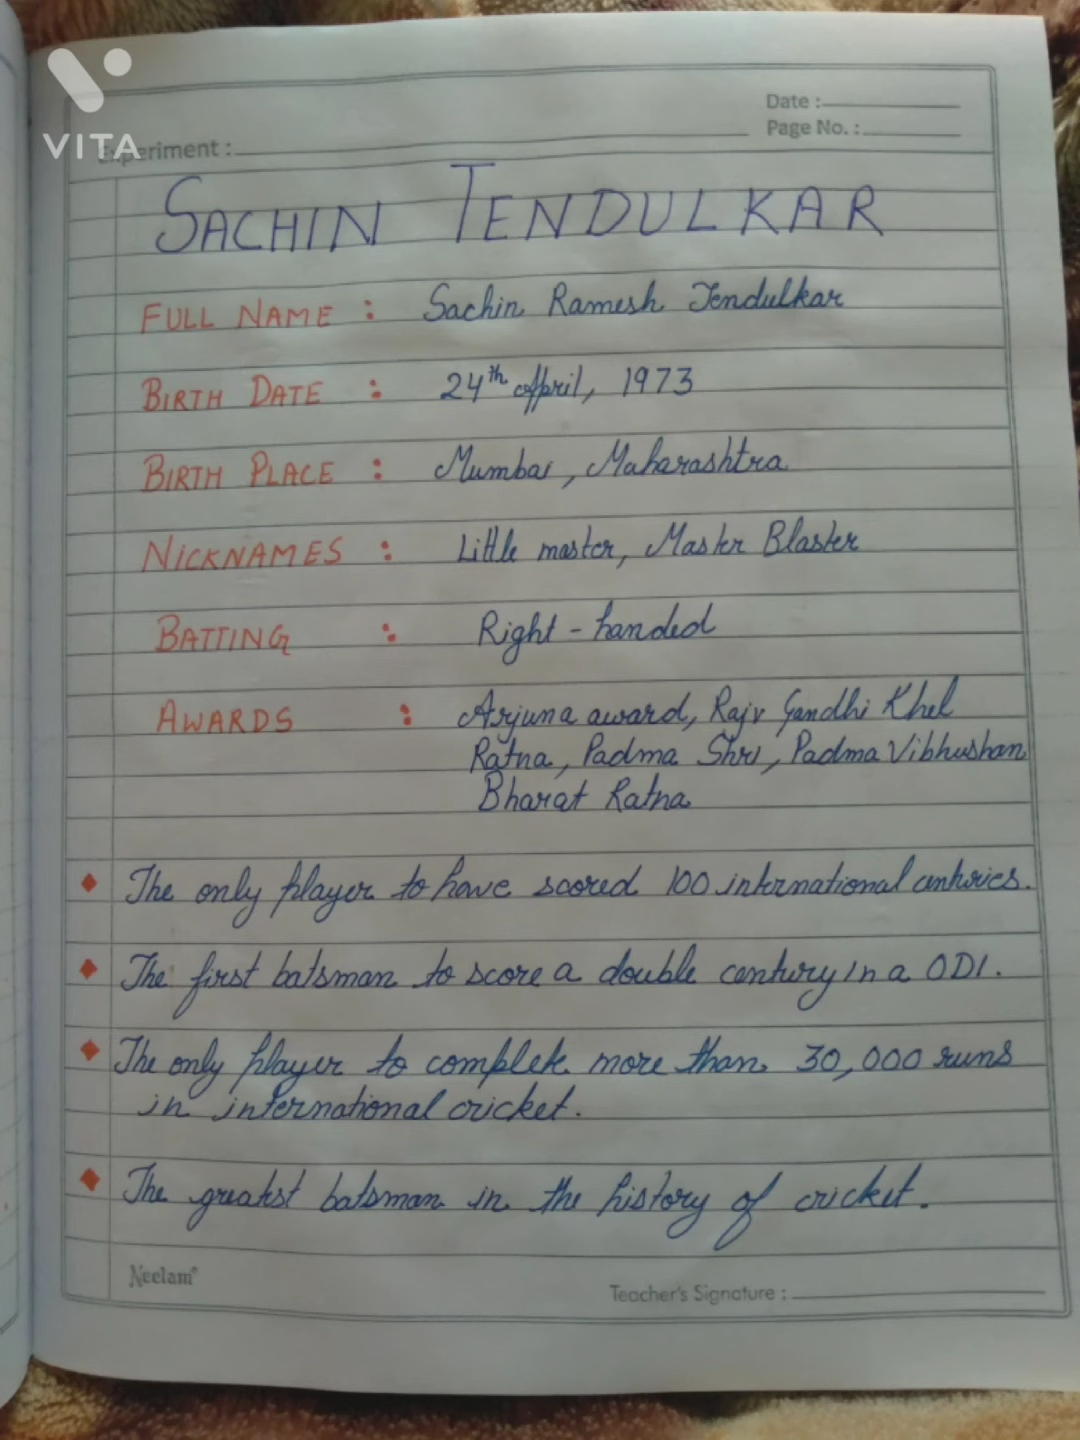 VITA
Date :
Page No. :
Experiment :
SACHIN TENDULKAR
FULL NAME : Sachin Ramesh Tendulkar
BIRTH DATE : 24th April, 1973
BIRTH PLACE : Mumbai, Maharashtra
NICKNAMES : Little master, Master Blaster
BATTING : Right-handed
AWARDS : Arjuna award, Rajv Gandhi Khel
Ratna, Padma Shri, Padma Vibhushan
Bharat Ratna
The only player to have scored 100 international centuries.
The first batsman to score a double century in a ODI.
The only player to complete more than 30,000 runs
in international cricket.
The greatest batsman in the history of cricket.
Neelam
Teacher's Signature :